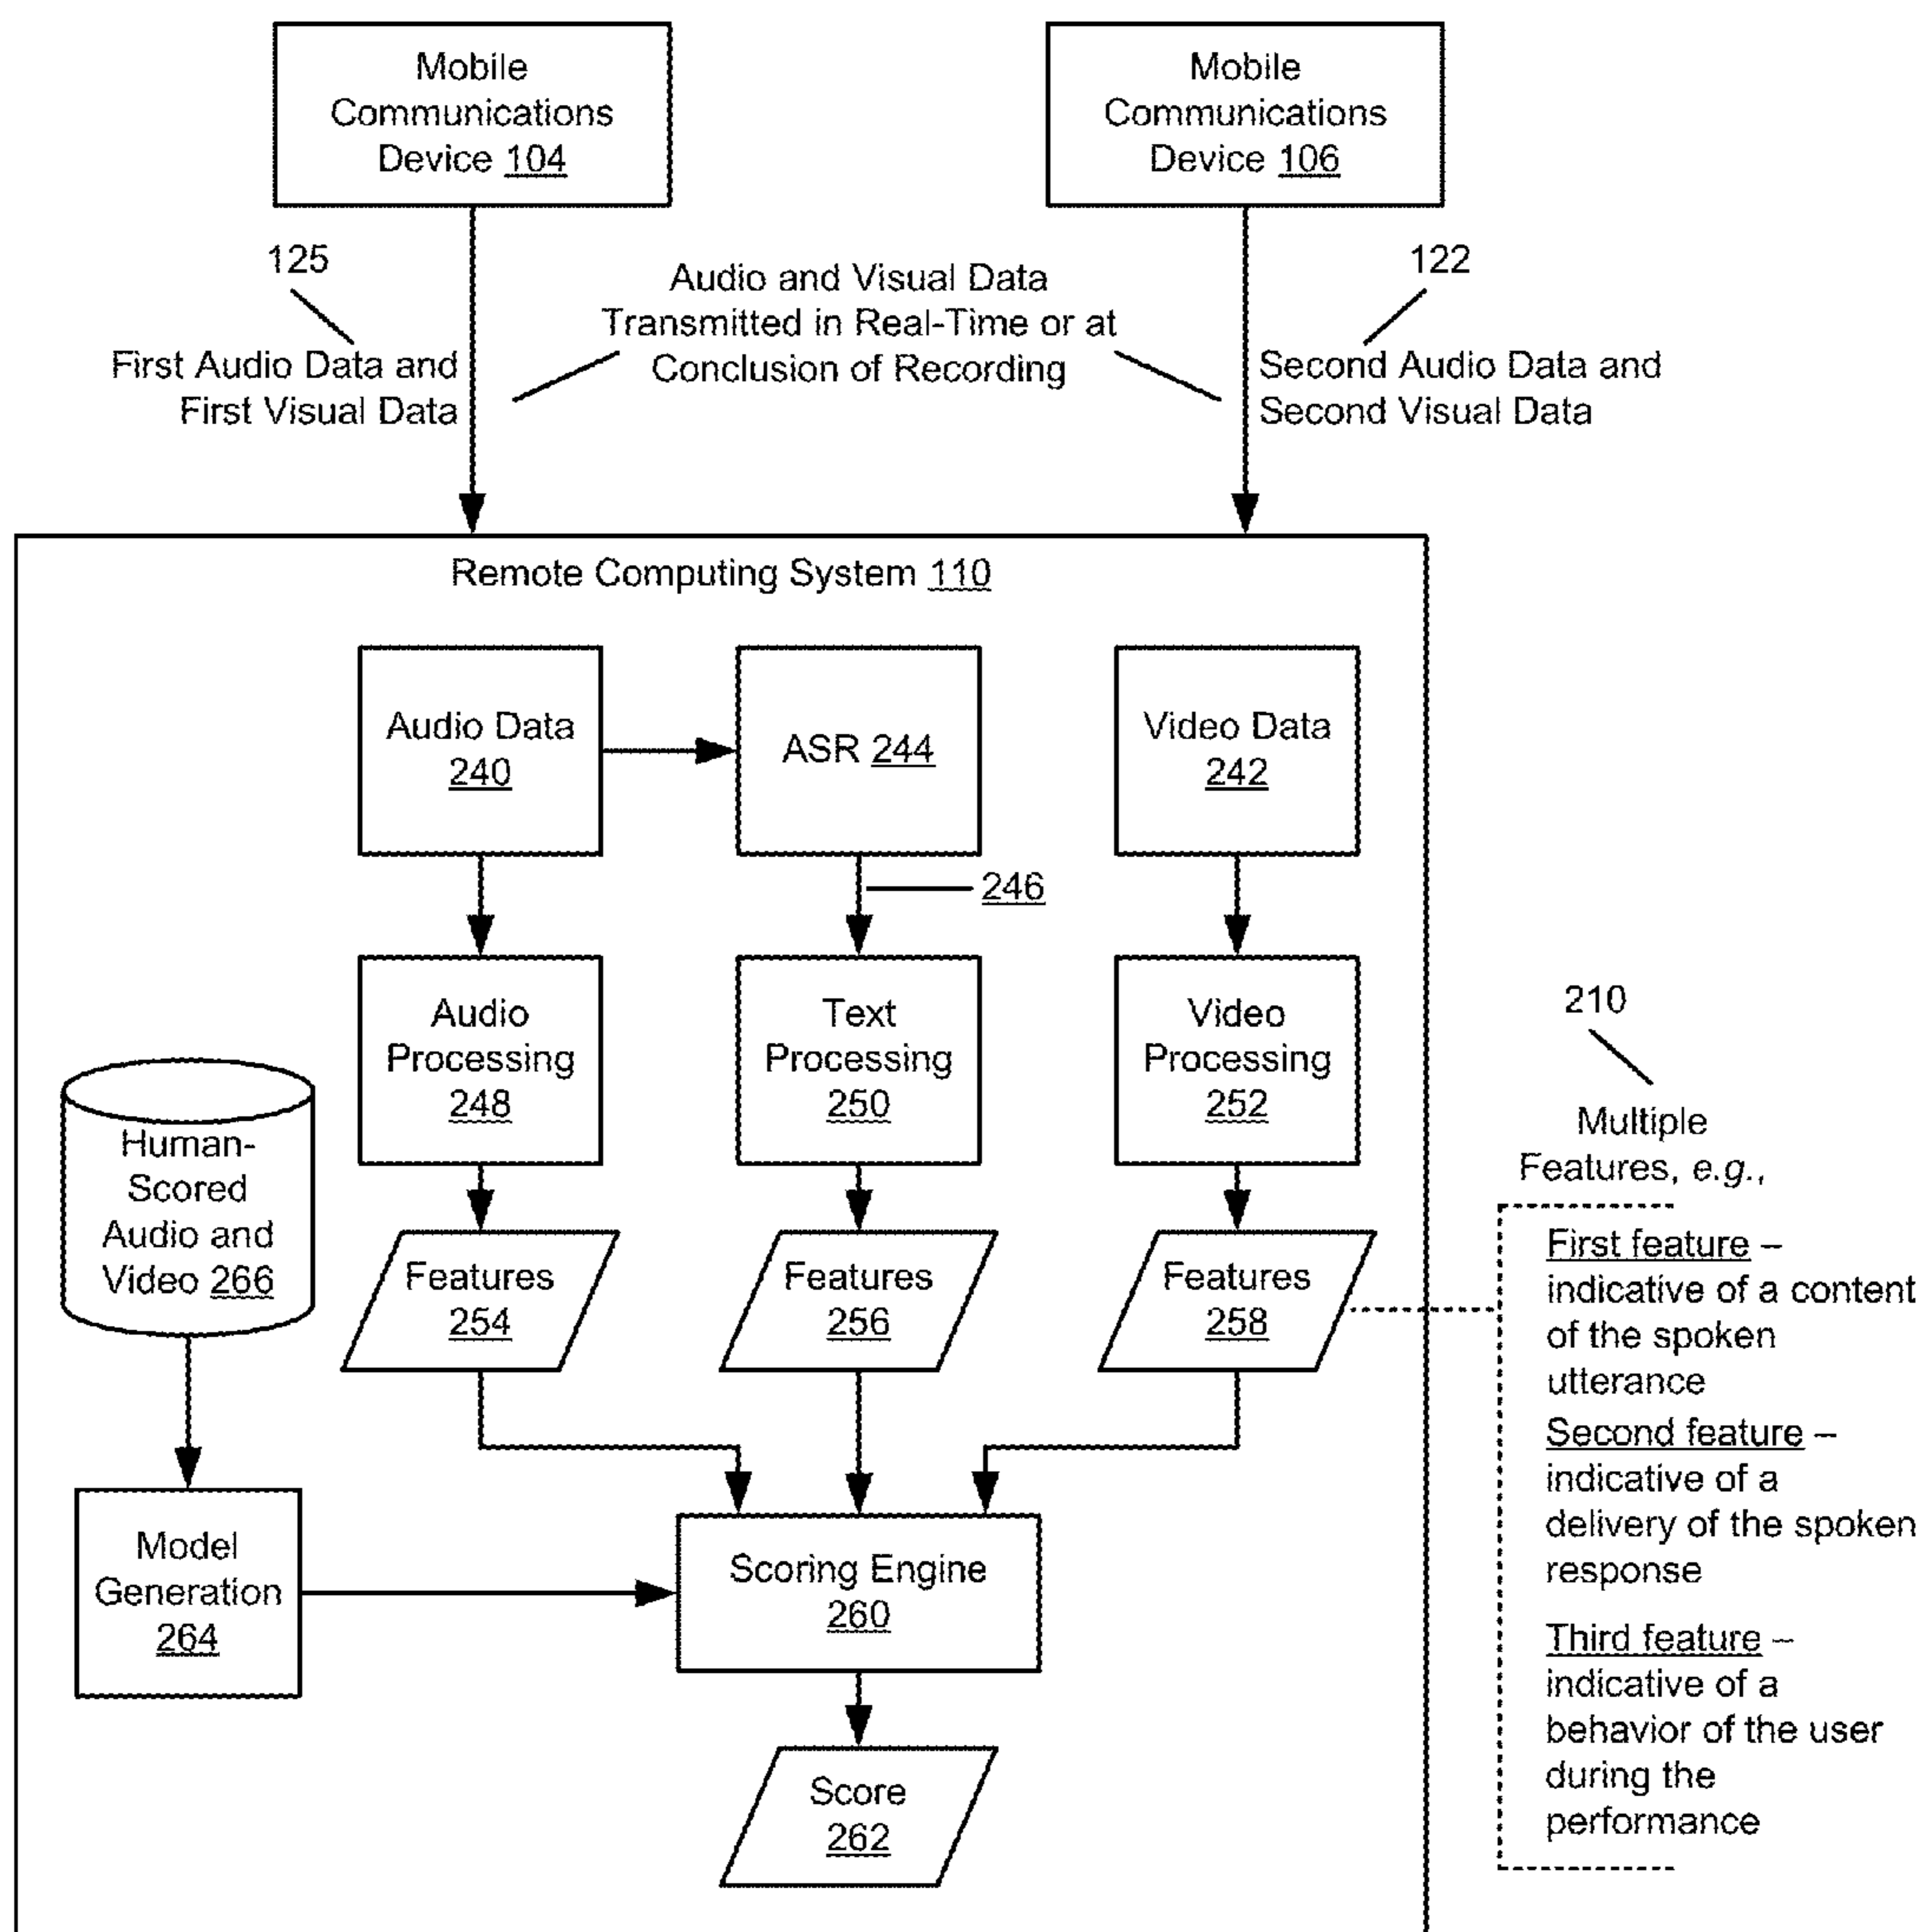 Mobile
Communications
Device 104
Mobile
Communications
Device 106
125
Audio and Visual Data
Transmitted in Real-Time or at
Conclusion of Recording
122
First Audio Data and
First Visual Data
Second Audio Data and
Second Visual Data
Remote Computing System 110
Audio Data
240
ASR 244
Video Data
242
246
Audio
Processing
248
Text
Processing
250
Video
Processing
252
210
Multiple
Features, e.g.,
Human-
Scored
Audio and
Video 266
Features
254
Features
256
Features
258
First feature –
indicative of a content
of the spoken
utterance
Second feature –
indicative of a
delivery of the spoken
response
Third feature –
indicative of a
behavior of the user
during the
performance
Model
Generation
264
Scoring Engine
260
Score
262